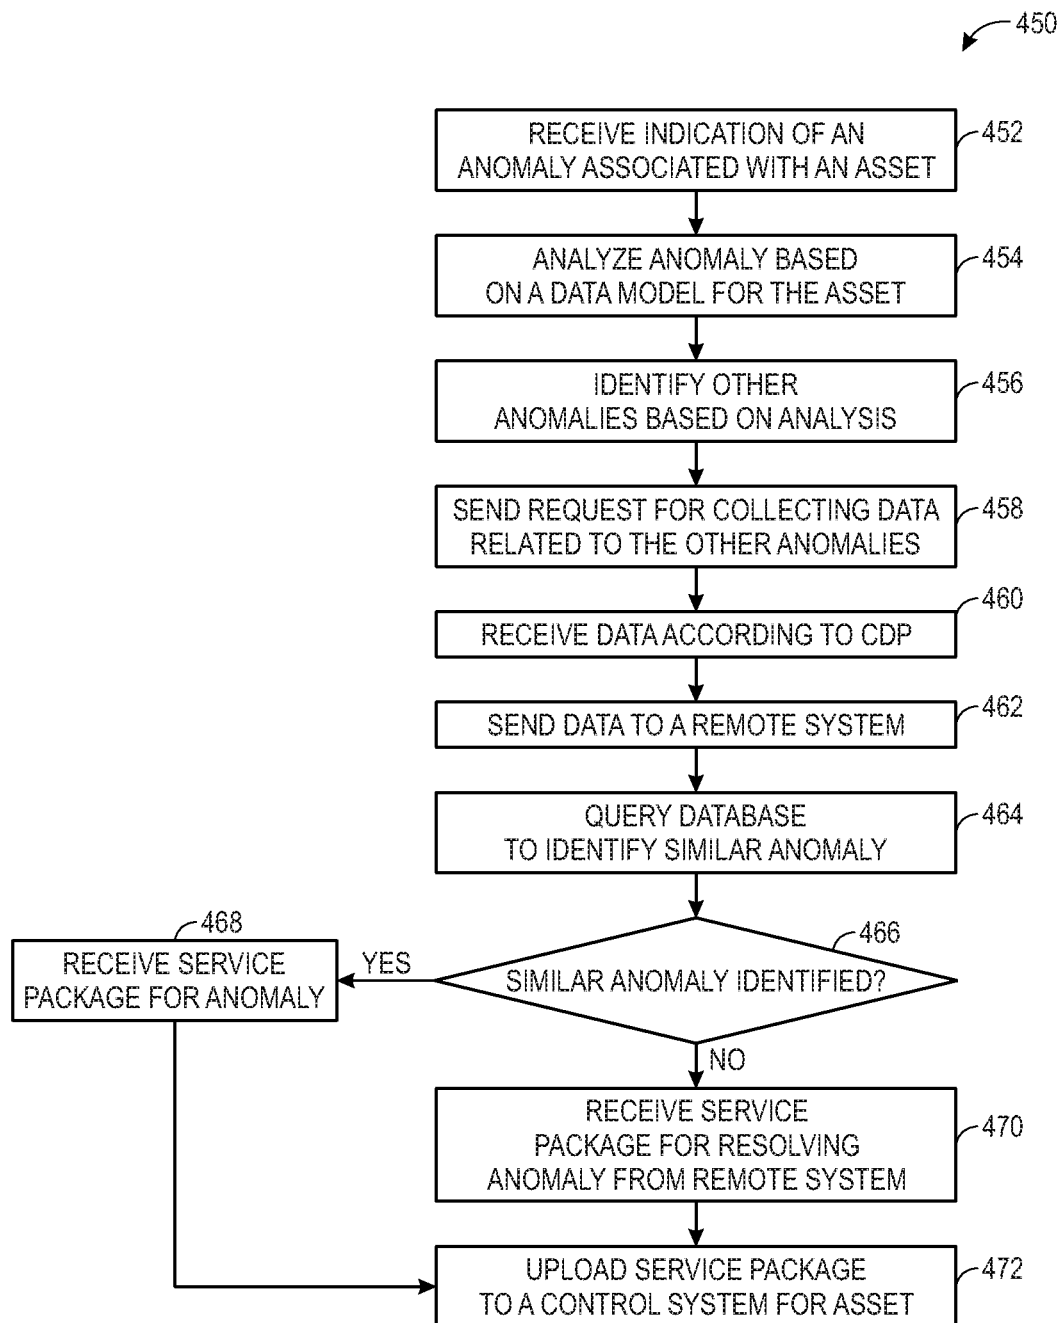 450
RECEIVE INDICATION OF AN
ANOMALY ASSOCIATED WITH AN ASSET
452
ANALYZE ANOMALY BASED
ON A DATA MODEL FOR THE ASSET
454
IDENTIFY OTHER
ANOMALIES BASED ON ANALYSIS
456
SEND REQUEST FOR COLLECTING DATA
RELATED TO THE OTHER ANOMALIES
458
RECEIVE DATA ACCORDING TO CDP
460
SEND DATA TO A REMOTE SYSTEM
462
QUERY DATABASE
TO IDENTIFY SIMILAR ANOMALY
464
SIMILAR ANOMALY IDENTIFIED?
466
YES
468
RECEIVE SERVICE
PACKAGE FOR ANOMALY
NO
RECEIVE SERVICE
PACKAGE FOR RESOLVING
ANOMALY FROM REMOTE SYSTEM
470
UPLOAD SERVICE PACKAGE
TO A CONTROL SYSTEM FOR ASSET
472